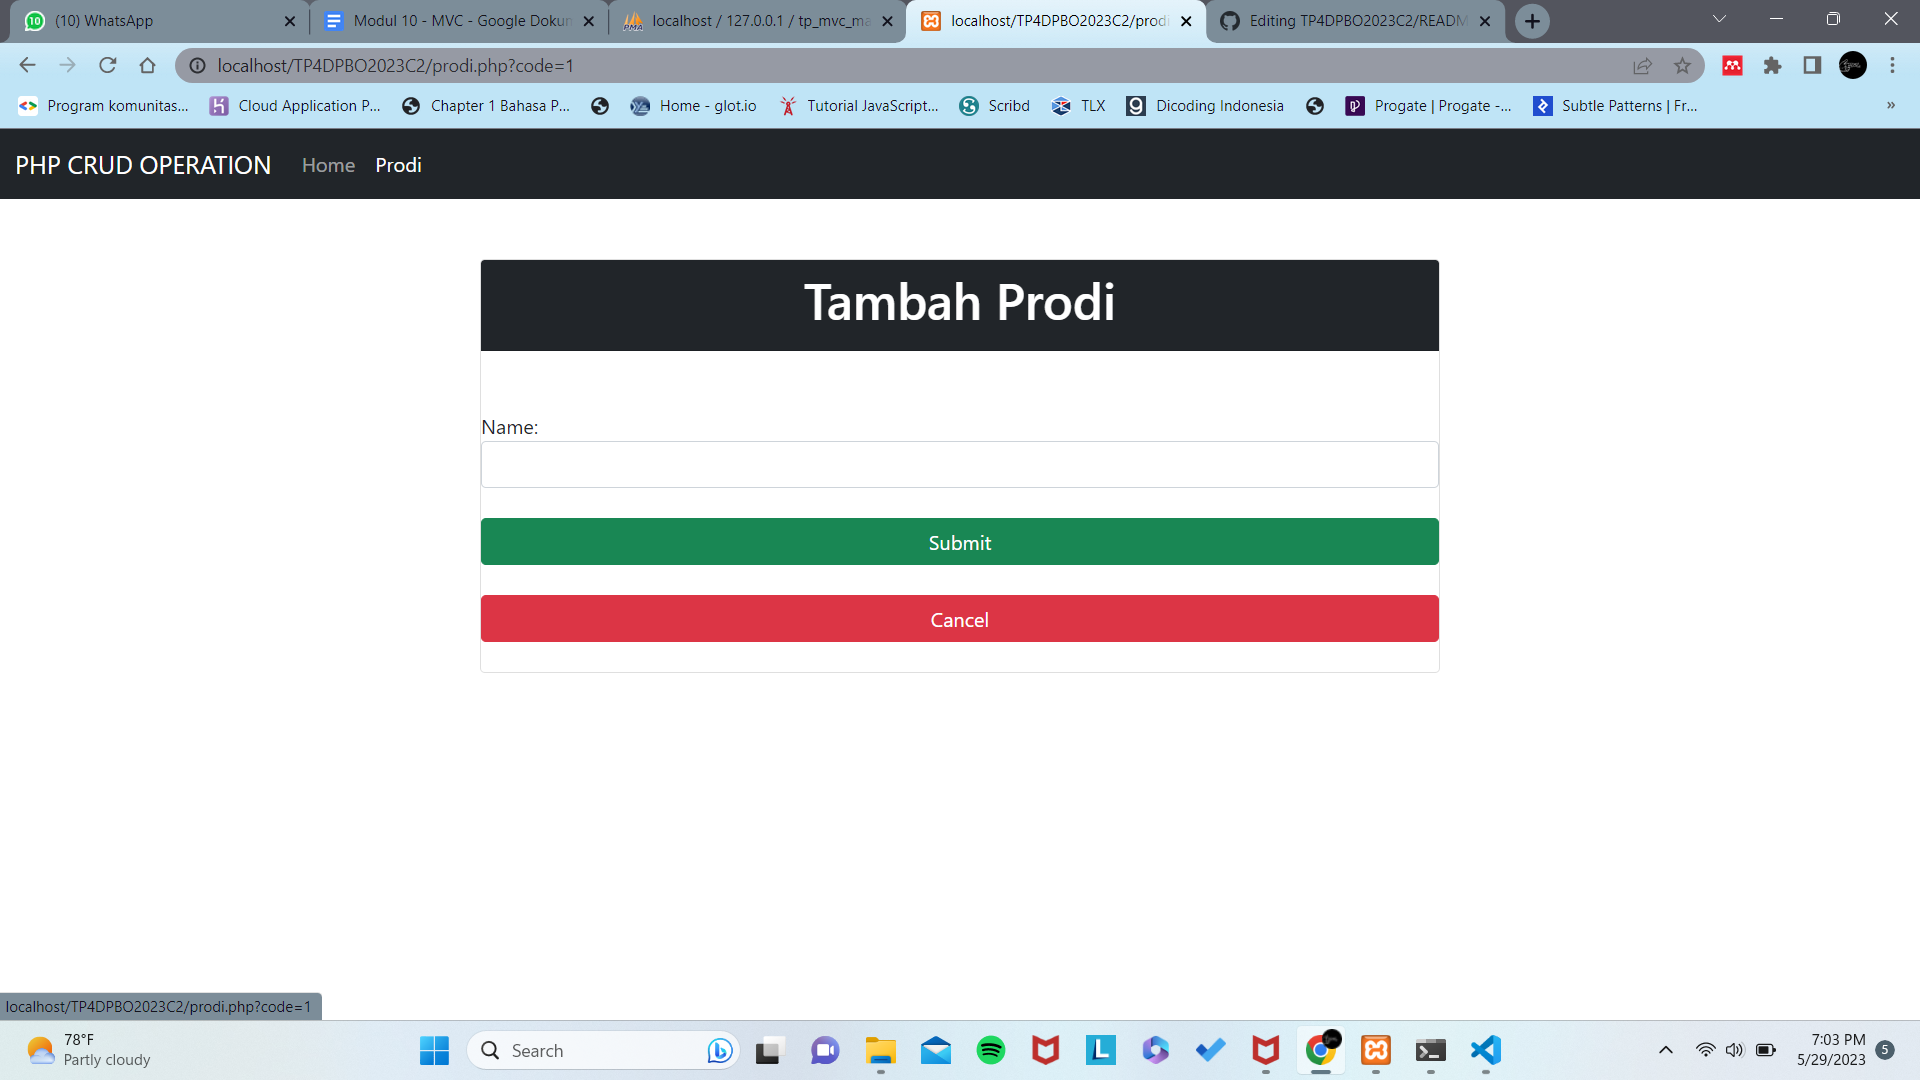 (10) WhatsApp
Modul 10 - MVC - Google Dokun
localhost / 127.0.0.1 / tp_mvc_ma
localhost/TP4DPBO2023C2/prodi
Editing TP4DPBO2023C2/README
localhost/TP4DPBO2023C2/prodi.php?code=1
Program komunitas...
Cloud Application P...
Chapter 1 Bahasa P...
Home - glot.io
Tutorial JavaScript...
Scribd
TLX
Dicoding Indonesia
Progate | Progate -...
Subtle Patterns | Fr...
»
PHP CRUD OPERATION
Home
Prodi
Tambah Prodi
Name:
Submit
Cancel
localhost/TP4DPBO2023C2/prodi.php?code=1
78°F
Partly cloudy
Search
7:03 PM
5/29/2023
5